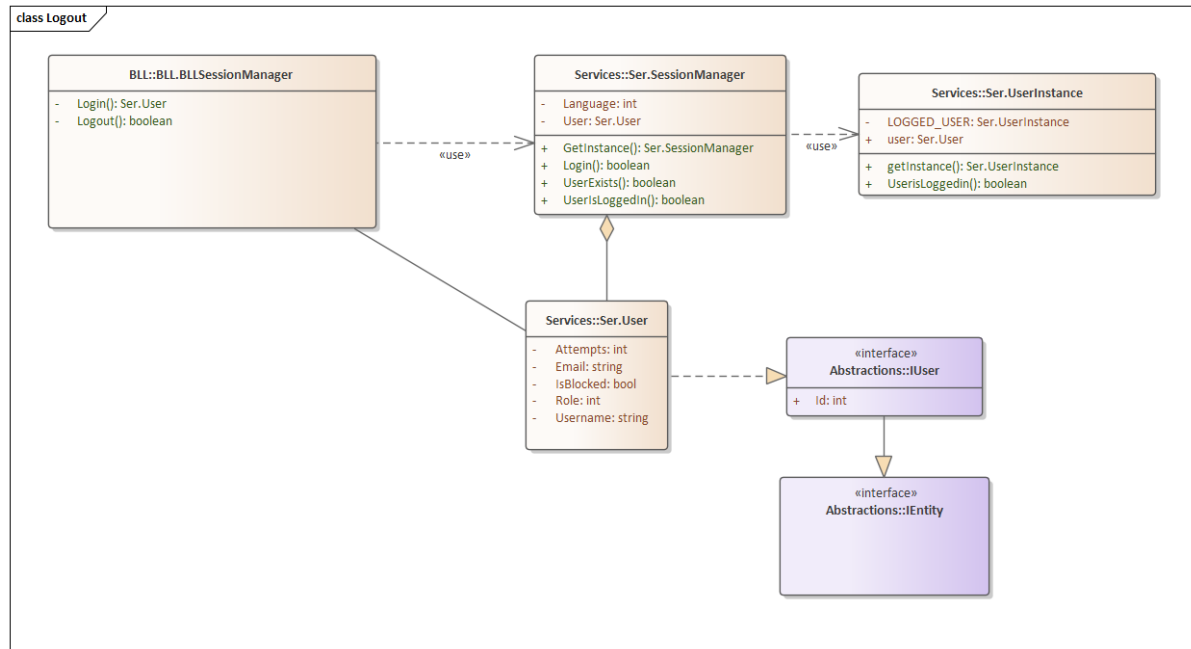 class Logout
BLL::BLL.BLLSessionManager
- Login(): Ser.User
- Logout(): boolean
«use»
Services::Ser.SessionManager
- Language: int
- User: Ser.User
+ GetInstance(): Ser.SessionManager
+ Login(): boolean
+ UserExists(): boolean
+ UserIsLoggedIn(): boolean
«use»
Services::Ser.UserInstance
- LOGGED_USER: Ser.UserInstance
+ user: Ser.User
+ getInstance(): Ser.UserInstance
+ UserisLoggedin(): boolean
Services::Ser.User
- Attempts: int
- Email: string
- IsBlocked: bool
- Role: int
- Username: string
«interface»
Abstractions::IUser
+ Id: int
«interface»
Abstractions::IEntity